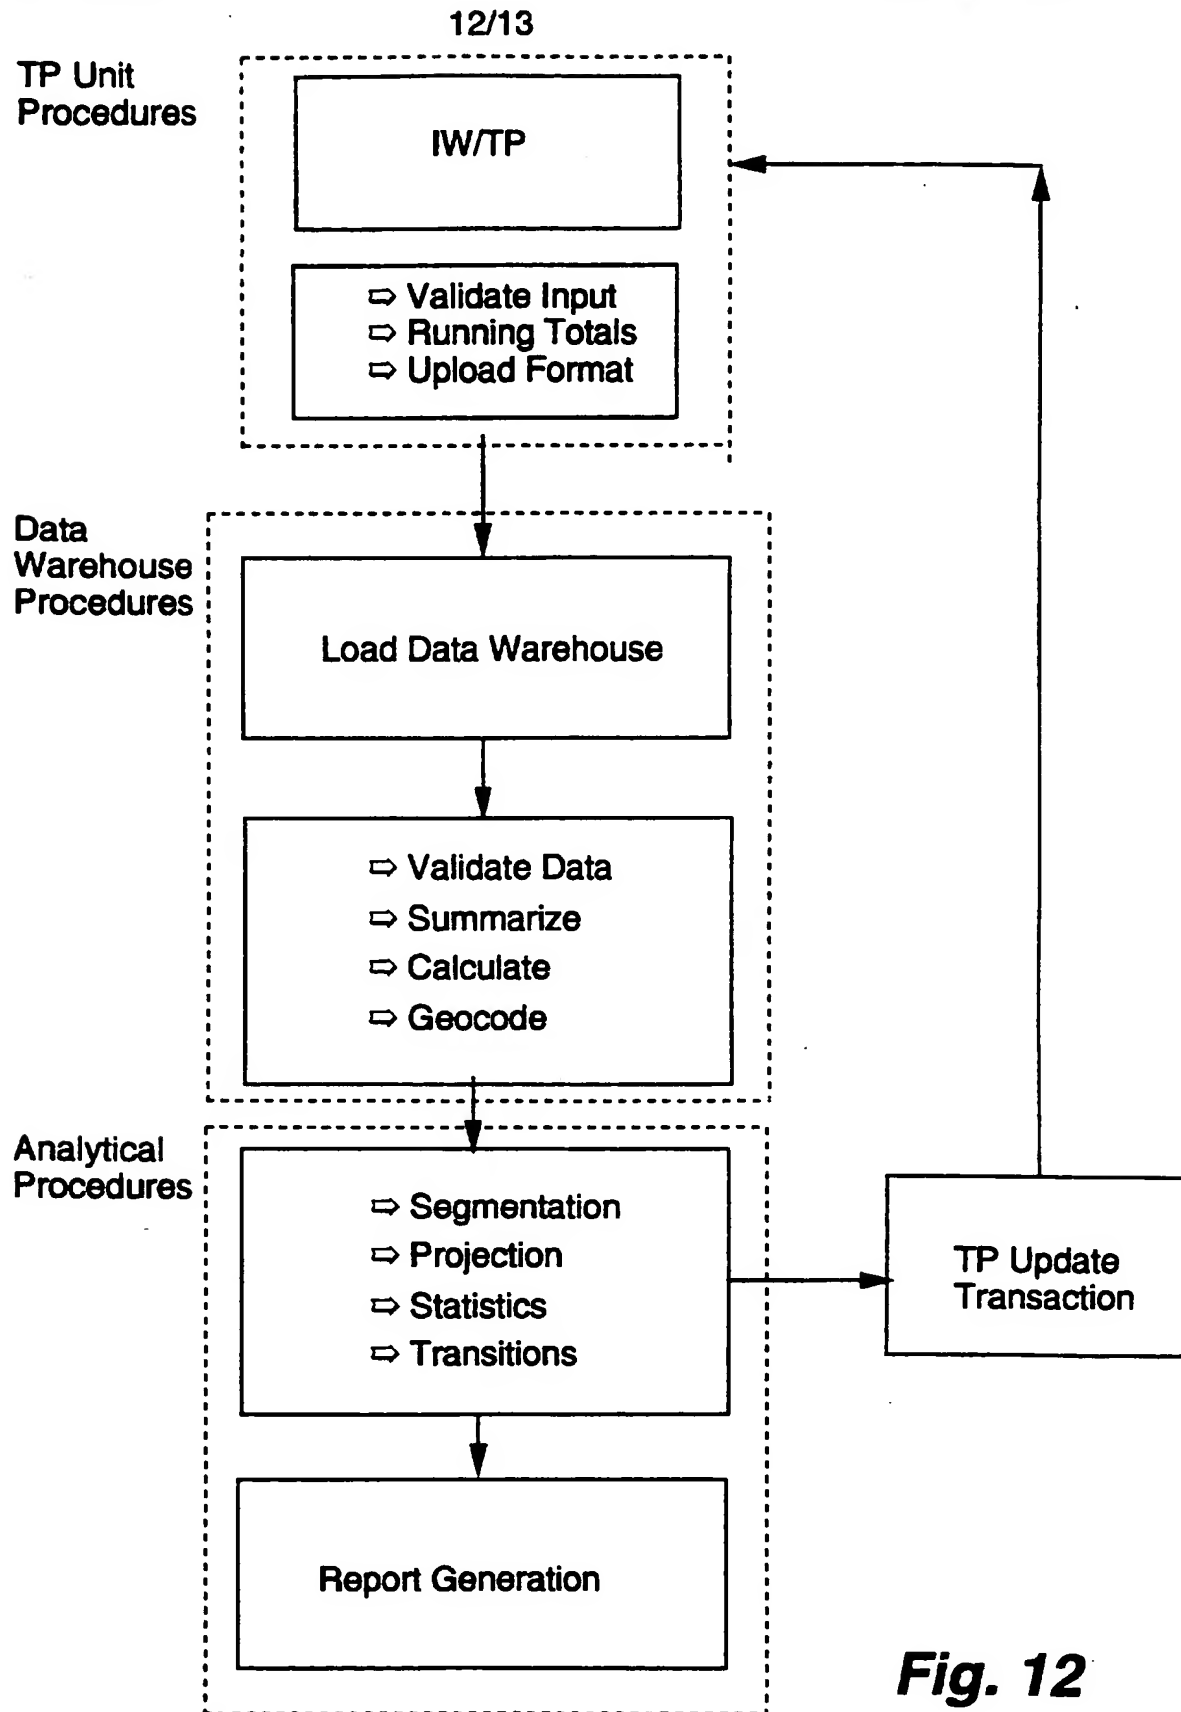 12/13
TP Unit
Procedures
IW/TP
⇨ Validate Input
⇨ Running Totals
⇨ Upload Format
Data
Warehouse
Procedures
Load Data Warehouse
⇨ Validate Data
⇨ Summarize
⇨ Calculate
⇨ Geocode
Analytical
Procedures
⇨ Segmentation
⇨ Projection
⇨ Statistics
⇨ Transitions
TP Update
Transaction
Report Generation
Fig. 12